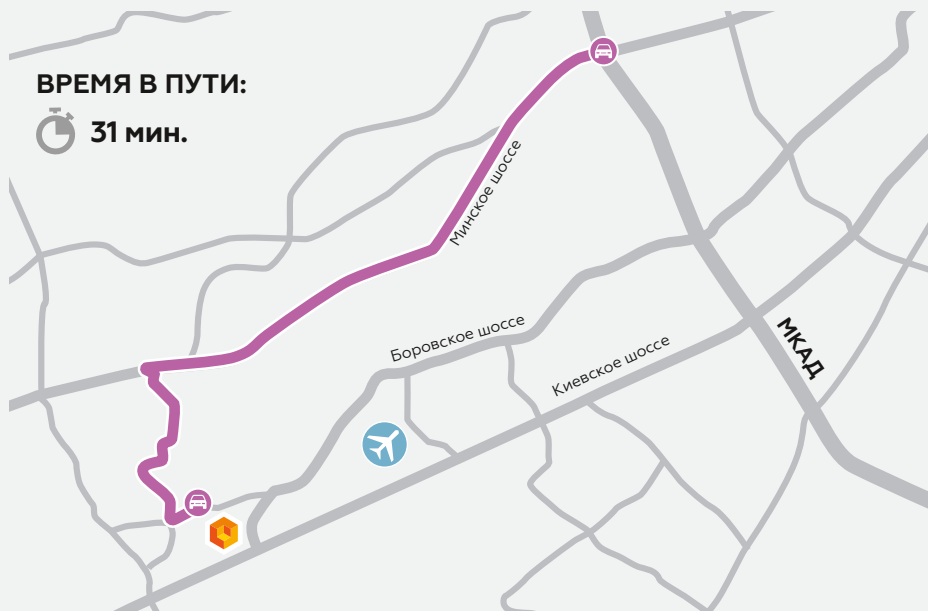 ВРЕМЯ В ПУТИ:
31 мин.
Минское шоссе
Боровское шоссе
Киевское шоссе
МКАД